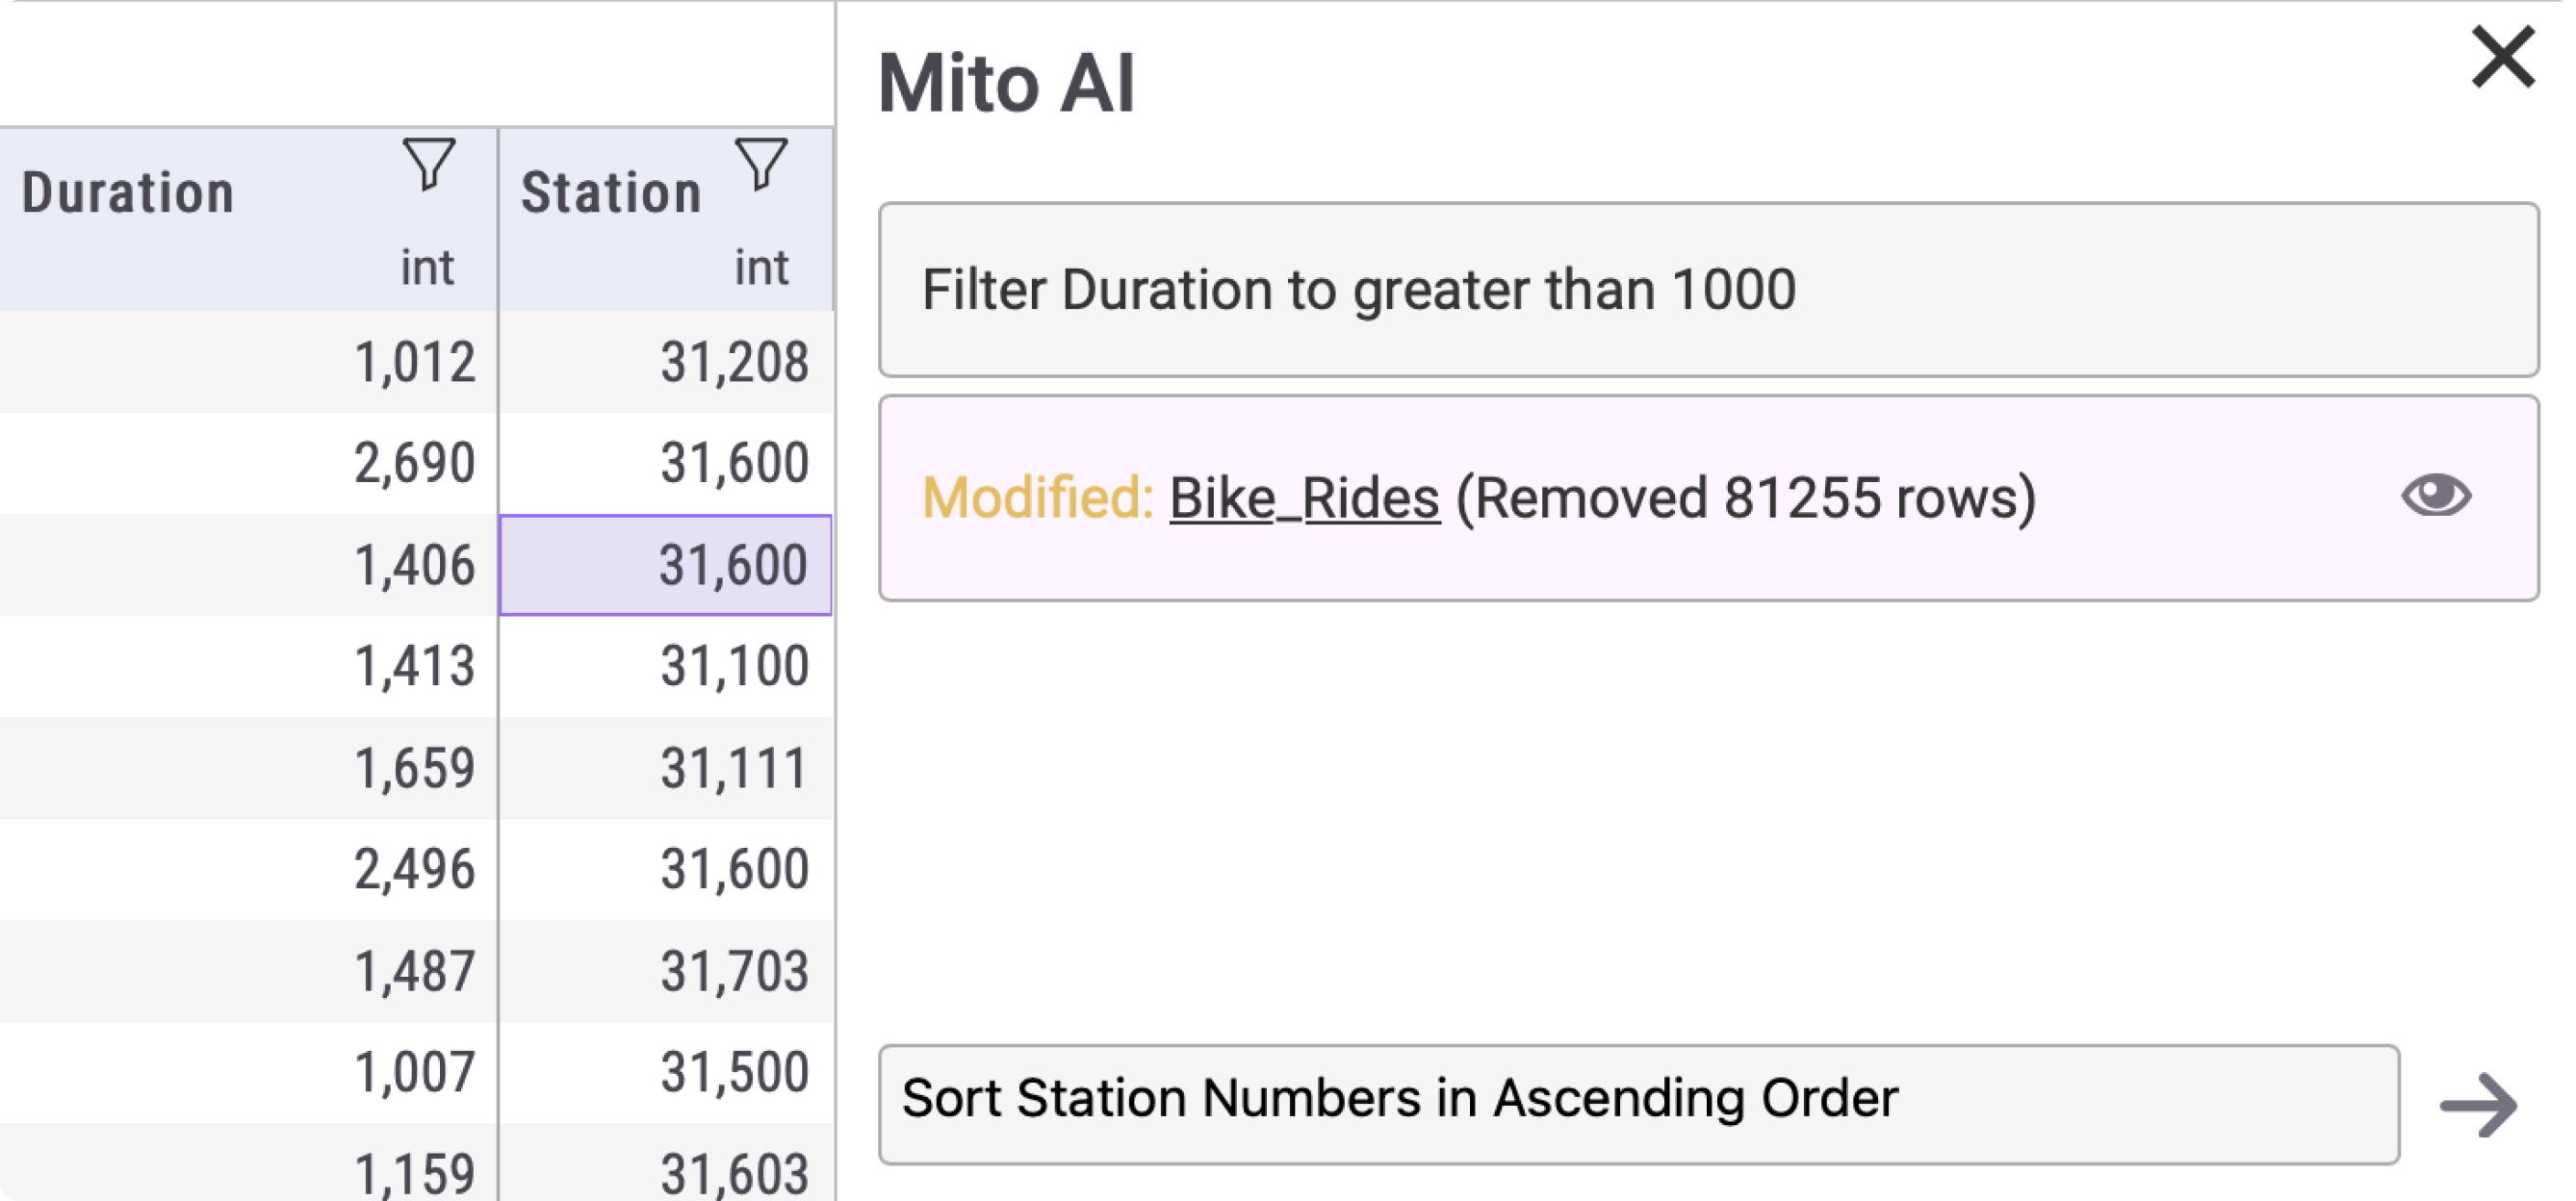 Duration Station
int int
1,012 31,208
2,690 31,600
1,406 31,600
1,413 31,100
1,659 31,111
2,496 31,600
1,487 31,703
1,007 31,500
1,159 31,603
Mito AI
Filter Duration to greater than 1000
Modified: Bike_Rides (Removed 81255 rows)
Sort Station Numbers in Ascending Order